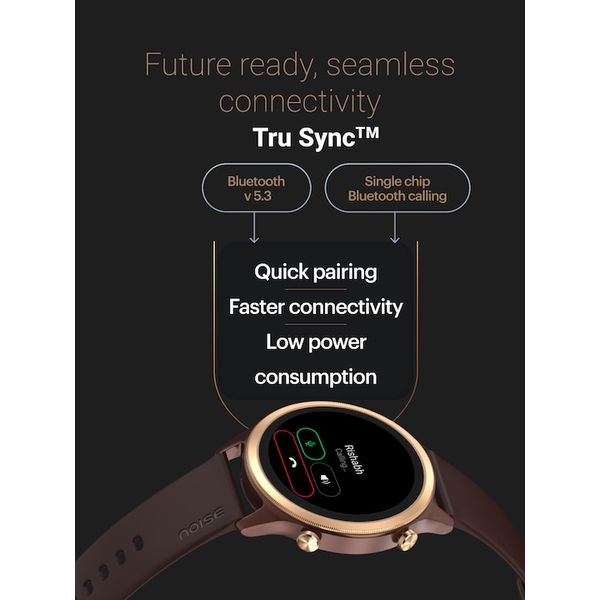 Future ready, seamless
connectivity
Tru Sync™
Bluetooth
v 5.3
Single chip
Bluetooth calling
Quick pairing
Faster connectivity
Low power
consumption
Rishabh
Calling...
noise